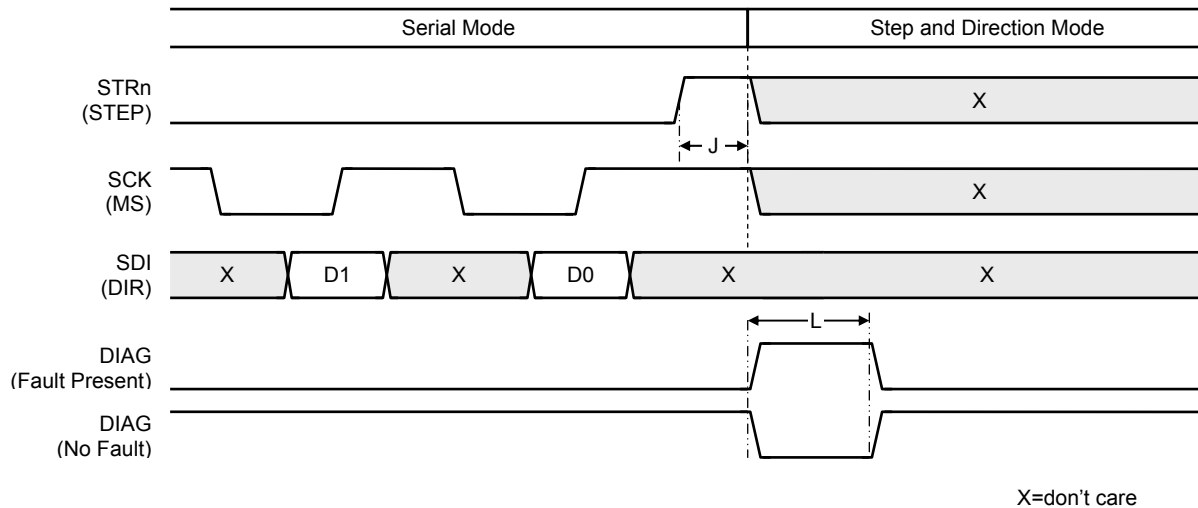 Serial Mode
Step and Direction Mode
STRn
(STEP)
X
J
SCK
(MS)
X
SDI
(DIR)
X
D1
X
D0
X
X
L
DIAG
(Fault Present)
DIAG
(No Fault)
X=don’t care